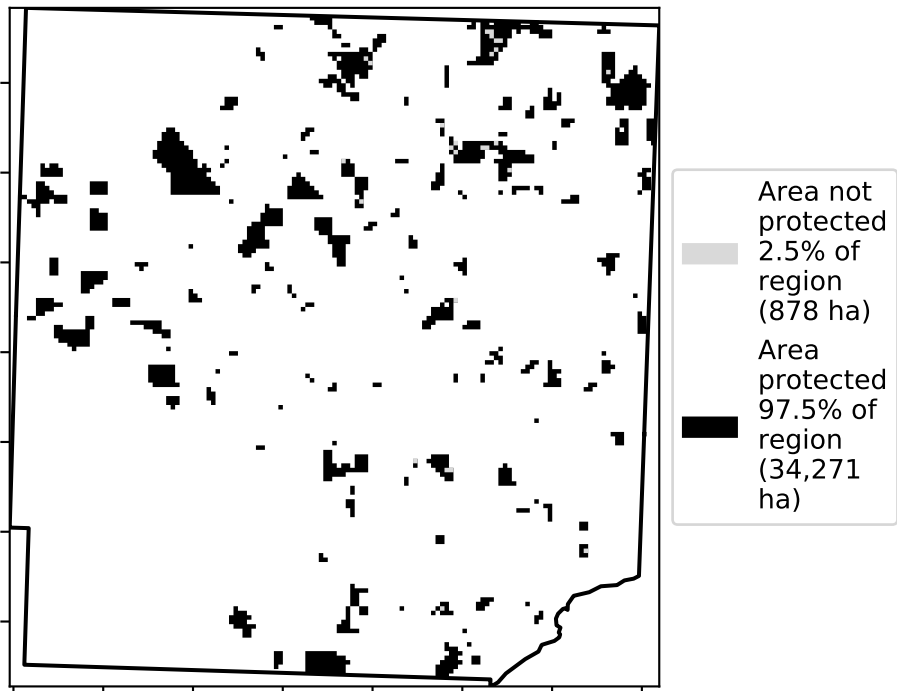 Area not
protected
2.5% of
region
(878 ha)
Area
protected
97.5% of
region
(34,271
ha)